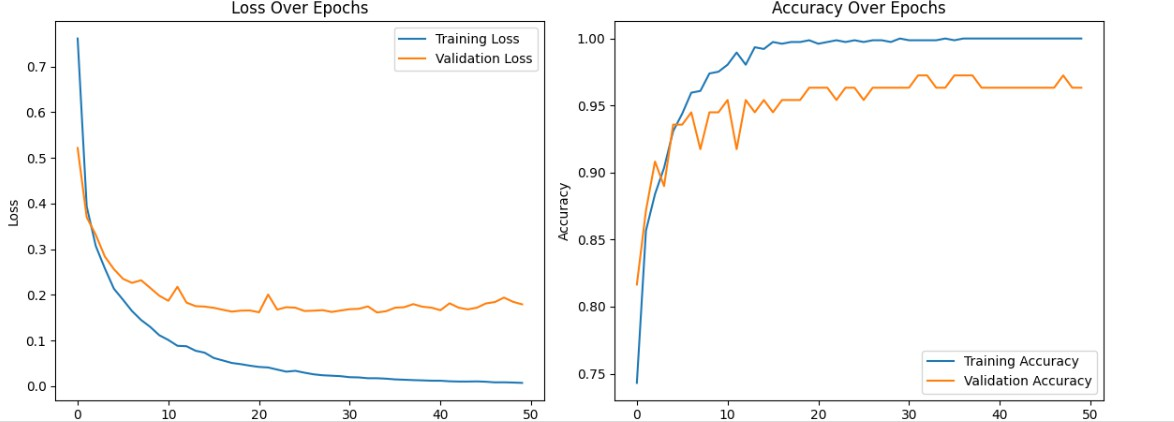 Loss Over Epochs
Training Loss
Validation Loss
Loss
0.7
0.6
0.5
0.4
0.3
0.2
0.1
0.0
0 10 20 30 40 50
Accuracy Over Epochs
Accuracy
1.00
0.95
0.90
0.85
0.80
0.75
Training Accuracy
Validation Accuracy
0 10 20 30 40 50